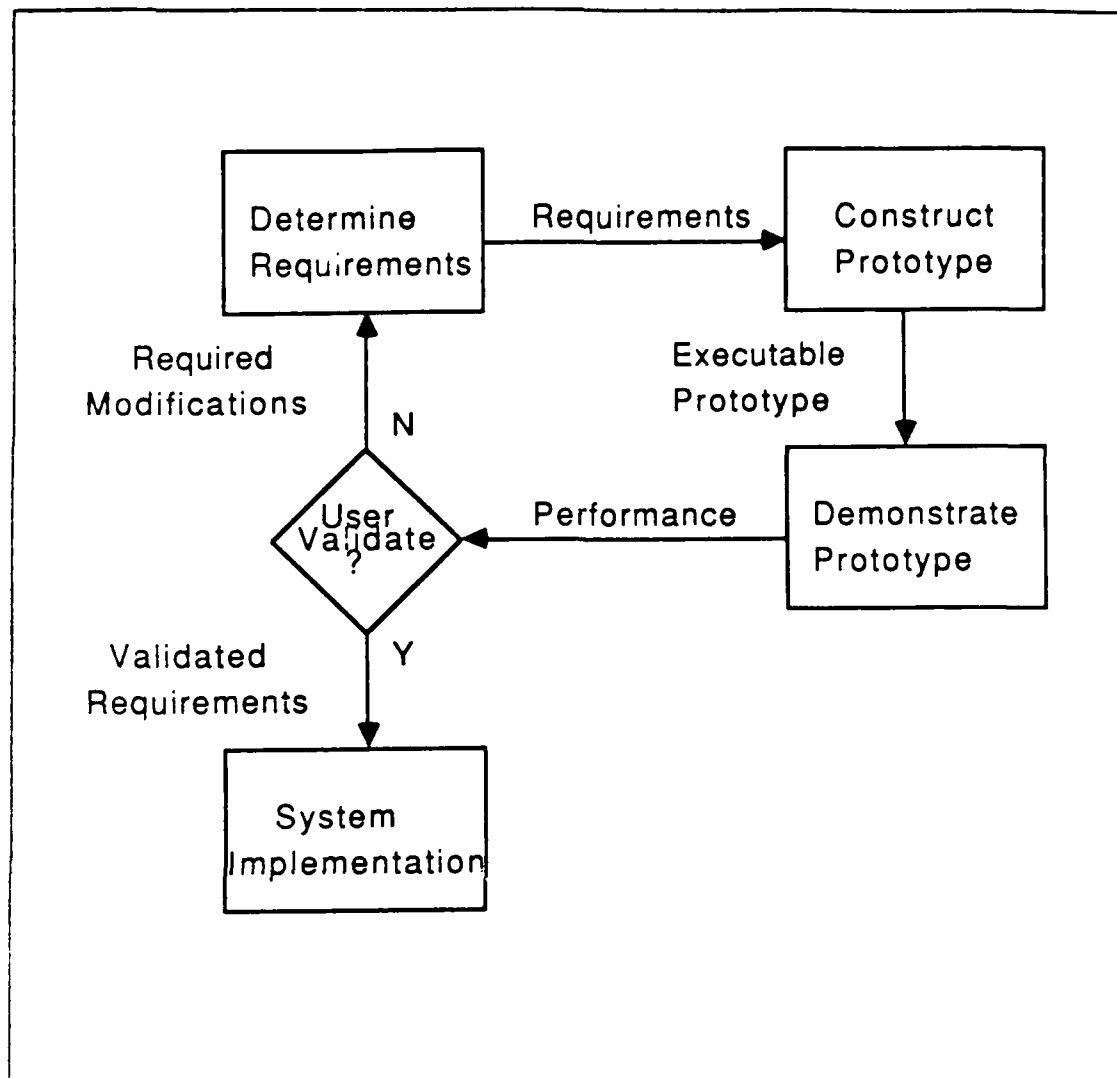 Determine
Requirements
Requirements
Construct
Prototype
Required
Modifications
N
Executable
Prototype
User
Validate
?
Performance
Demonstrate
Prototype
Validated
Requirements
Y
System
Implementation